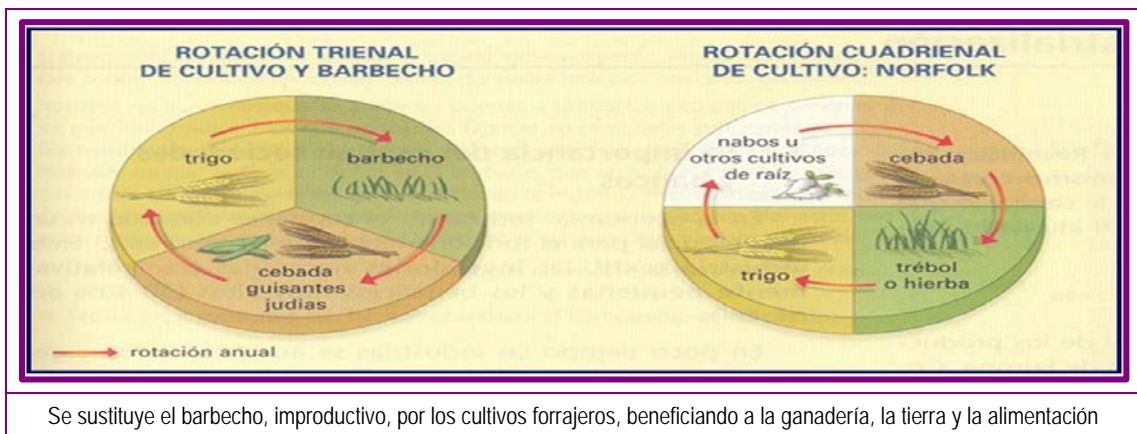 ROTACIÓN TRIENAL
DE CULTIVO Y BARBECHO
trigo
barbecho
cebada
guisantes
judias
rotación anual
ROTACIÓN CUADRIENAL
DE CULTIVO: NORFOLK
nabos u
otros cultivos
de raíz
cebada
trigo
trébol
o hierba
Se sustituye el barbecho, improductivo, por los cultivos forrajeros, beneficiando a la ganadería, la tierra y la alimentación